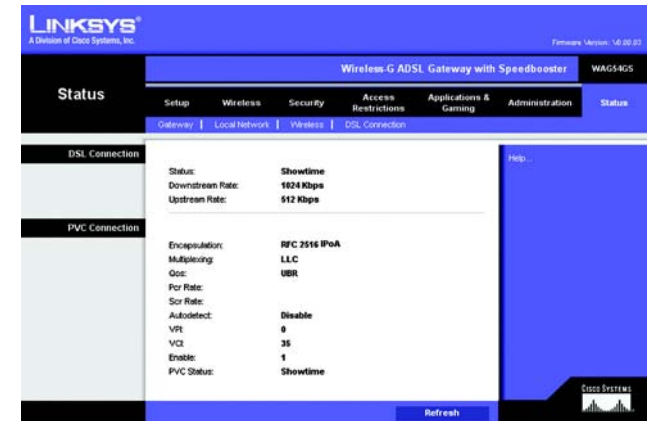 LINKSYS®
A Division of Cisco Systems, Inc.
Firmware Version: V0.00.03
Wireless-G ADSL Gateway with Speedbooster WAG54GS
Status
Setup Wireless Security Access Restrictions Applications & Gaming Administration Status
Gateway | Local Network | Wireless | DSL Connection
DSL Connection
Help...
Status: Showtime
Downstream Rate: 1024 Kbps
Upstream Rate: 512 Kbps
PVC Connection
Encapsulation: RFC 2516 IPoA
Multiplexing: LLC
Qos: UBR
Pcr Rate:
Scr Rate:
Autodetect: Disable
VPI: 0
VCI: 35
Enable: 1
PVC Status: Showtime
CISCO SYSTEMS
Refresh